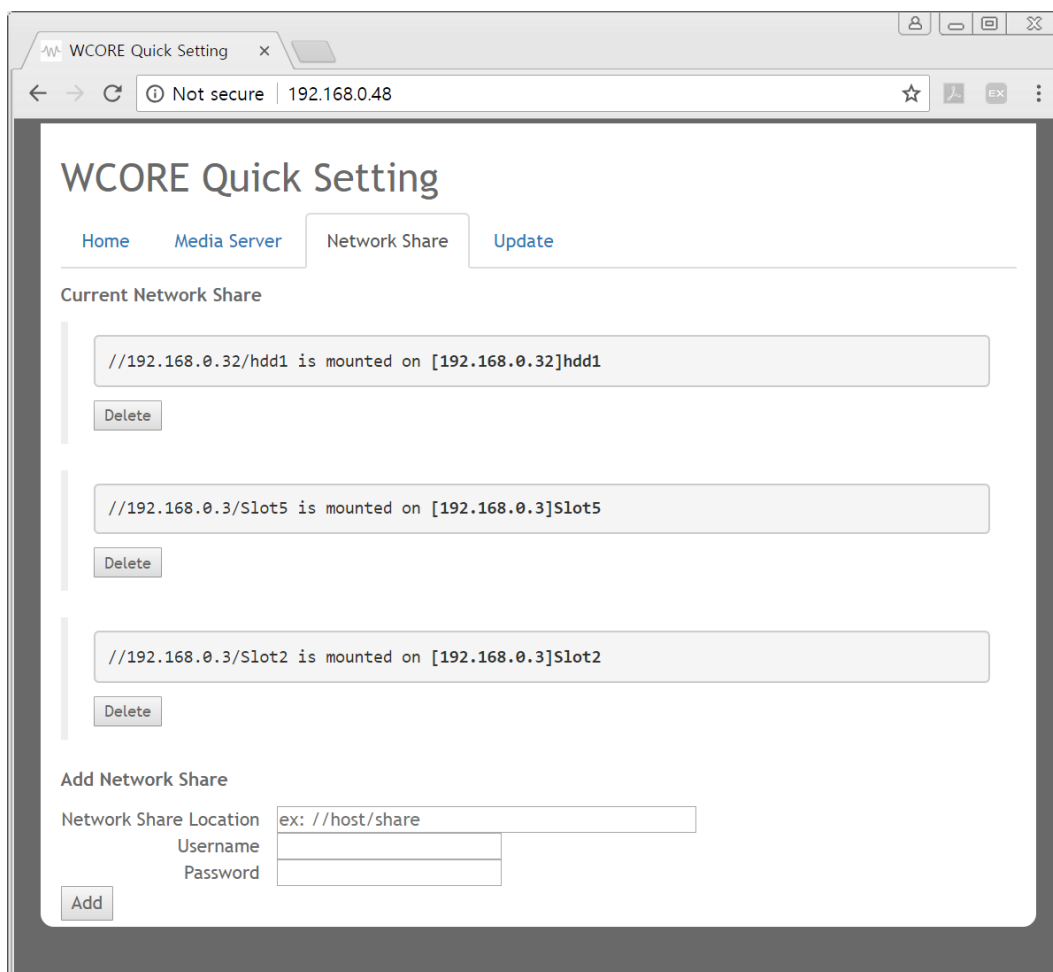 WCORE Quick Setting
Not secure 192.168.0.48
EX
WCORE Quick Setting
Home Media Server Network Share Update
Current Network Share
//192.168.0.32/hdd1 is mounted on [192.168.0.32]hdd1
Delete
//192.168.0.3/Slot5 is mounted on [192.168.0.3]Slot5
Delete
//192.168.0.3/Slot2 is mounted on [192.168.0.3]Slot2
Delete
Add Network Share
Network Share Location ex: //host/share
Username
Password
Add